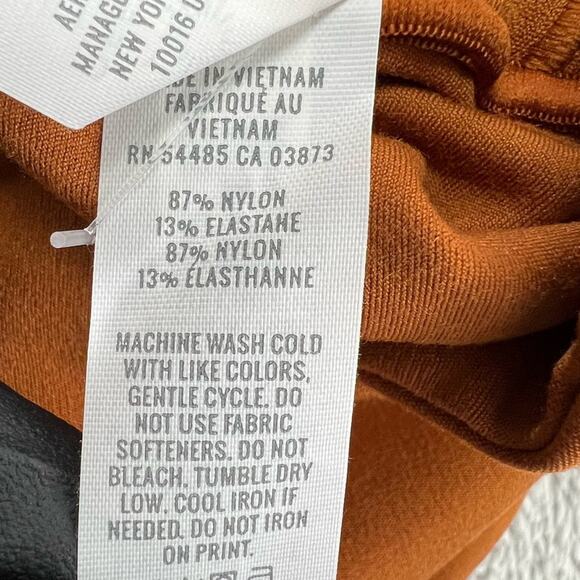 MANAG
NEW YOR
10016 U
DE IN VIETNAM
FABRIQUÉ AU
VIETNAM
RN 54485 CA 03873
87% NYLON
13% ELASTANE
87% NYLON
13% ÉLASTHANNE
MACHINE WASH COLD
WITH LIKE COLORS,
GENTLE CYCLE. DO
NOT USE FABRIC
SOFTENERS. DO NOT
BLEACH. TUMBLE DRY
LOW. COOL IRON IF
NEEDED. DO NOT IRON
ON PRINT.